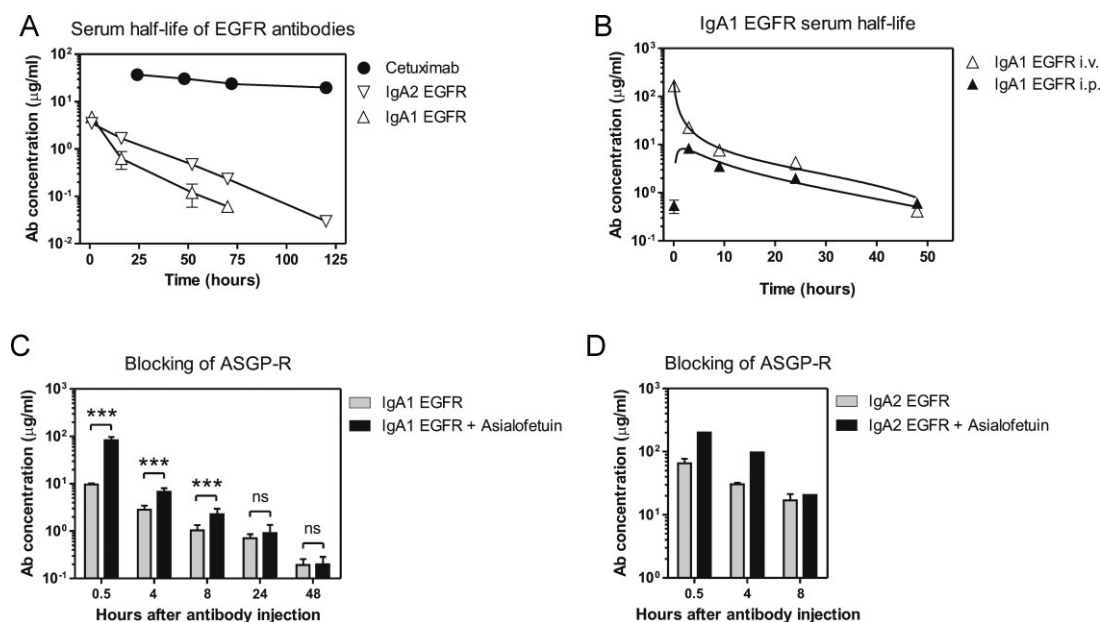 A
Serum half-life of EGFR antibodies
Ab concentration (µg/ml)
10²
10¹
10⁰
10⁻¹
10⁻²
0 25 50 75 100 125
Time (hours)
Cetuximab
IgA2 EGFR
IgA1 EGFR
B
IgA1 EGFR serum half-life
Ab concentration (µg/ml)
10³
10²
10¹
10⁰
10⁻¹
0 10 20 30 40 50
Time (hours)
IgA1 EGFR i.v.
IgA1 EGFR i.p.
C
Blocking of ASGP-R
Ab concentration (µg/ml)
10³
10²
10¹
10⁰
10⁻¹
*** *** *** ns ns
0.5 4 8 24 48
Hours after antibody injection
IgA1 EGFR
IgA1 EGFR + Asialofetuin
D
Blocking of ASGP-R
Ab concentration (µg/ml)
10³
10²
10¹
10⁰
0.5 4 8
Hours after antibody injection
IgA2 EGFR
IgA2 EGFR + Asialofetuin